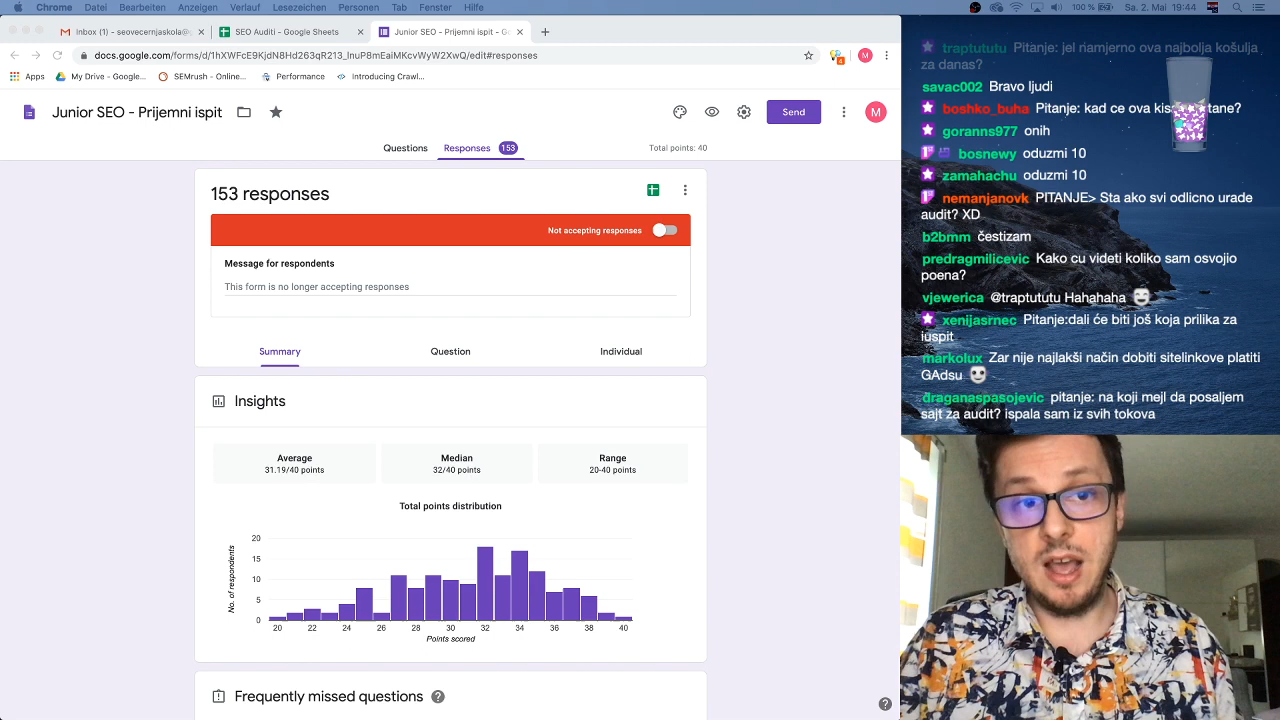 Chrome Datei Bearbeiten Anzeigen Verlauf Lesezeichen Personen Tab Fenster Hilfe 100 % Sa. 2. Mai 19:44
Inbox (1) - seovecernjaskola@
SEO Auditi - Google Sheets
Junior SEO - Prijemni ispit - G
Apps
My Drive - Google...
SEMrush - Online...
Performance
Introducing Crawl...
Junior SEO - Prijemni ispit
Send
M
Questions
Responses 153
Total points: 40
153 responses
Not accepting responses
Message for respondents
This form is no longer accepting responses
Summary
Question
Individual
Insights
Average
31.19/40 points
Median
32/40 points
Range
20-40 points
Total points distribution
No. of respondents
20
15
10
5
0
20 22 24 26 28 30 32 34 36 38 40
Points scored
Frequently missed questions
traptututu Pitanje: jel namjerno ova najbolja košulja
za danas?
savac002 Bravo ljudi
boshko_buha Pitanje: kad ce ova tane?
goranns977 onih
bosnewy oduzmi 10
zamahachu oduzmi 10
nemanjanovk PITANJE> Sta ako svi odlicno urade
audit? XD
b2bmm čestizam
predragmilicevic Kako cu videti koliko sam osvojio
poena?
vjewerica @traptututu Hahahaha
xenijasrnec Pitanje:dali će biti još koja prilika za
iuspit
markolux Zar nije najlakši način dobiti sitelinkove platiti
GAdsu
draganaspasojevic pitanje: na koji mejl da posaljem
sajt za audit? ispala sam iz svih tokova